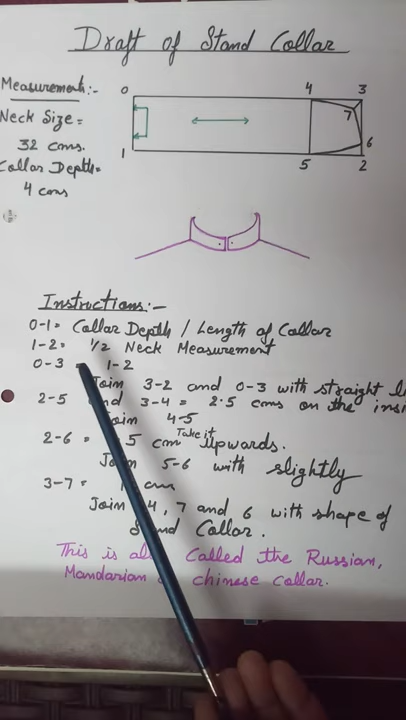 Draft of Stand Collar
Measurement:-
Neck Size =
32 cms.
Collar Depth=
4 cms
0 4 3
7
6
1 5 2
Instructions:-
0-1= Collar Depth / Length of Collar
1-2= 1/2 Neck Measurement
0-3 = 1-2
Join 3-2 and 0-3 with straight
2-5 and 3-4 = 2.5 cms on the
Join 4-5
2-6 = .5 cm Take it upwards.
Join 5-6 with slightly
3-7 = cm
Join 4, 7 and 6 with shape of
Stand Collar.
This is Called the Russian,
Mandarian chinese collar.